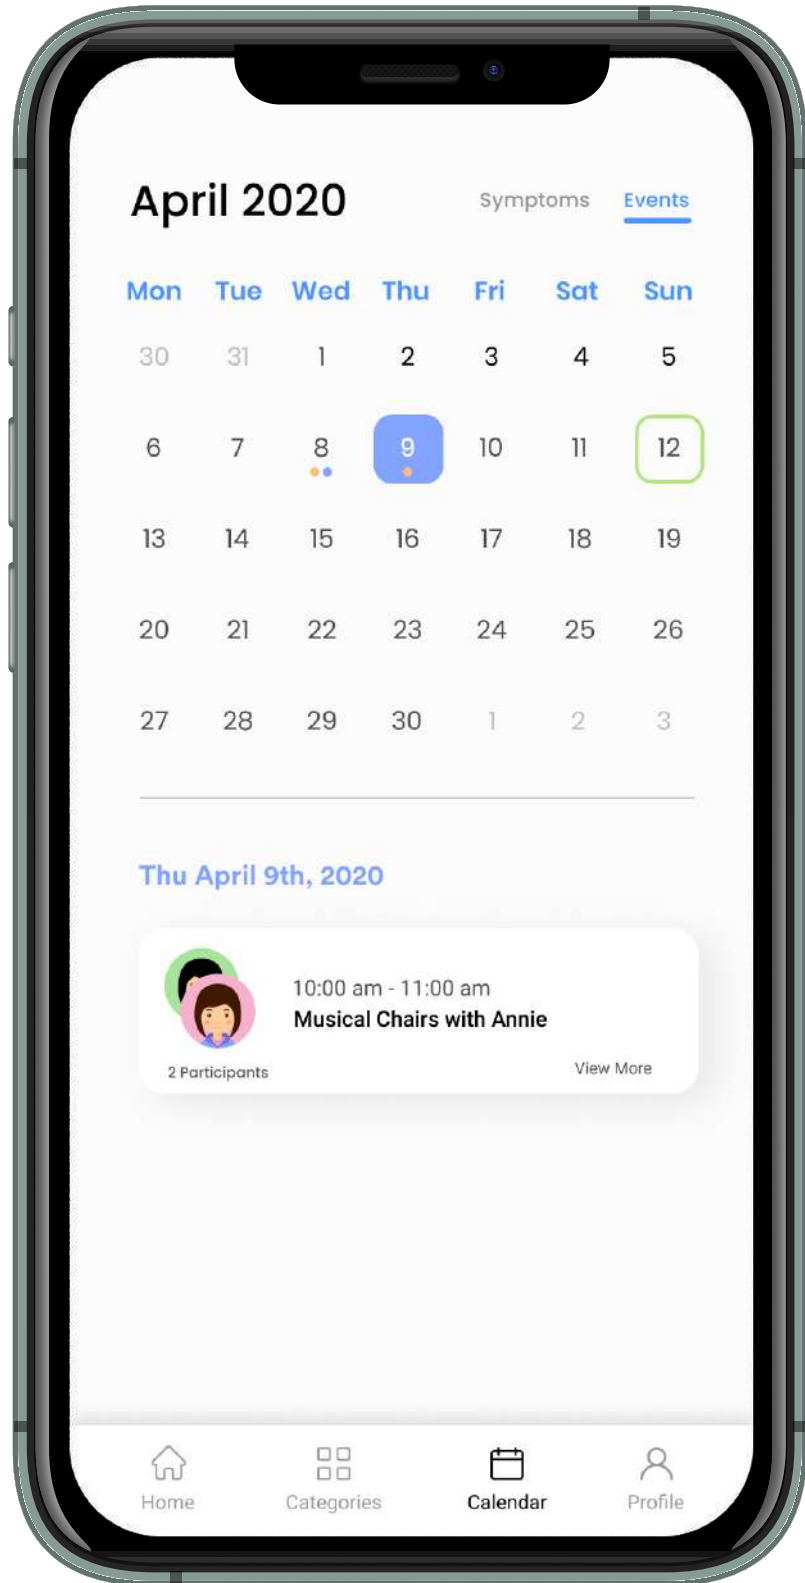 April 2020 Symptoms Events
Mon Tue Wed Thu Fri Sat Sun
30 31 1 2 3 4 5
6 7 8 9 10 11 12
13 14 15 16 17 18 19
20 21 22 23 24 25 26
27 28 29 30 1 2 3
Thu April 9th, 2020
10:00 am - 11:00 am
Musical Chairs with Annie
2 Participants View More
Home Categories Calendar Profile